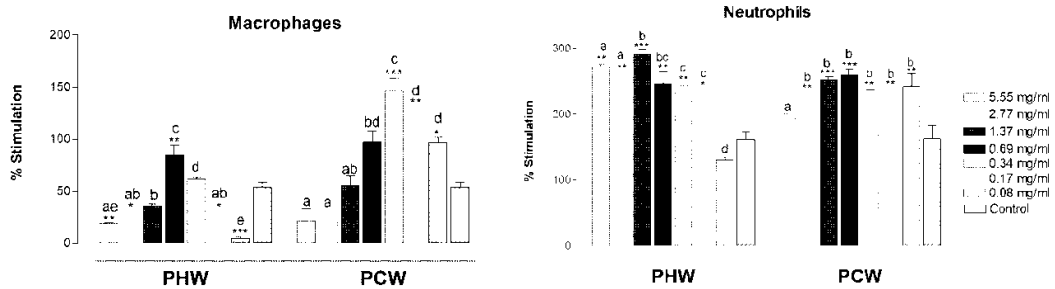 Macrophages
% Stimulation
200
150
100
50
0
ae
**
ab
*
b
c
**
d
ab
*
e
***
a
a
ab
bd
c
***
d
**
d
*
PHW
PCW
Neutrophils
% Stimulation
300
200
100
0
a
**
a
**
b
***
bc
**
c
**
c
*
d
a
b
**
b
***
b
***
b
**
b
**
b
**
PHW
PCW
5.55 mg/ml
2.77 mg/ml
1.37 mg/ml
0.69 mg/ml
0.34 mg/ml
0.17 mg/ml
0.08 mg/ml
Control